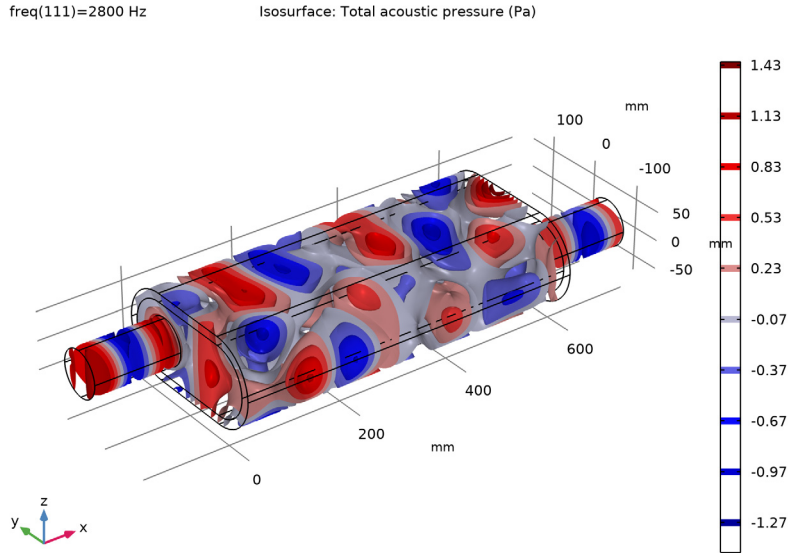 freq(111)=2800 Hz
Isosurface: Total acoustic pressure (Pa)
1.43
1.13
0.83
0.53
0.23
-0.07
-0.37
-0.67
-0.97
-1.27
mm
100
0
-100
50
0
-50
mm
600
400
200
0
mm
z
y
x